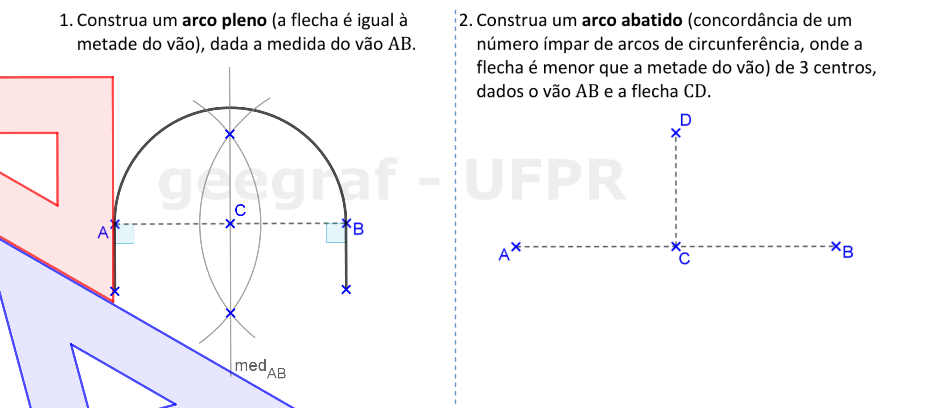 1. Construa um arco pleno (a flecha é igual à
metade do vão), dada a medida do vão AB.
2. Construa um arco abatido (concordância de um
número ímpar de arcos de circunferência, onde a
flecha é menor que a metade do vão) de 3 centros,
dados o vão AB e a flecha CD.
geegraf - UFPR
C
A
B
med AB
D
A
C
B